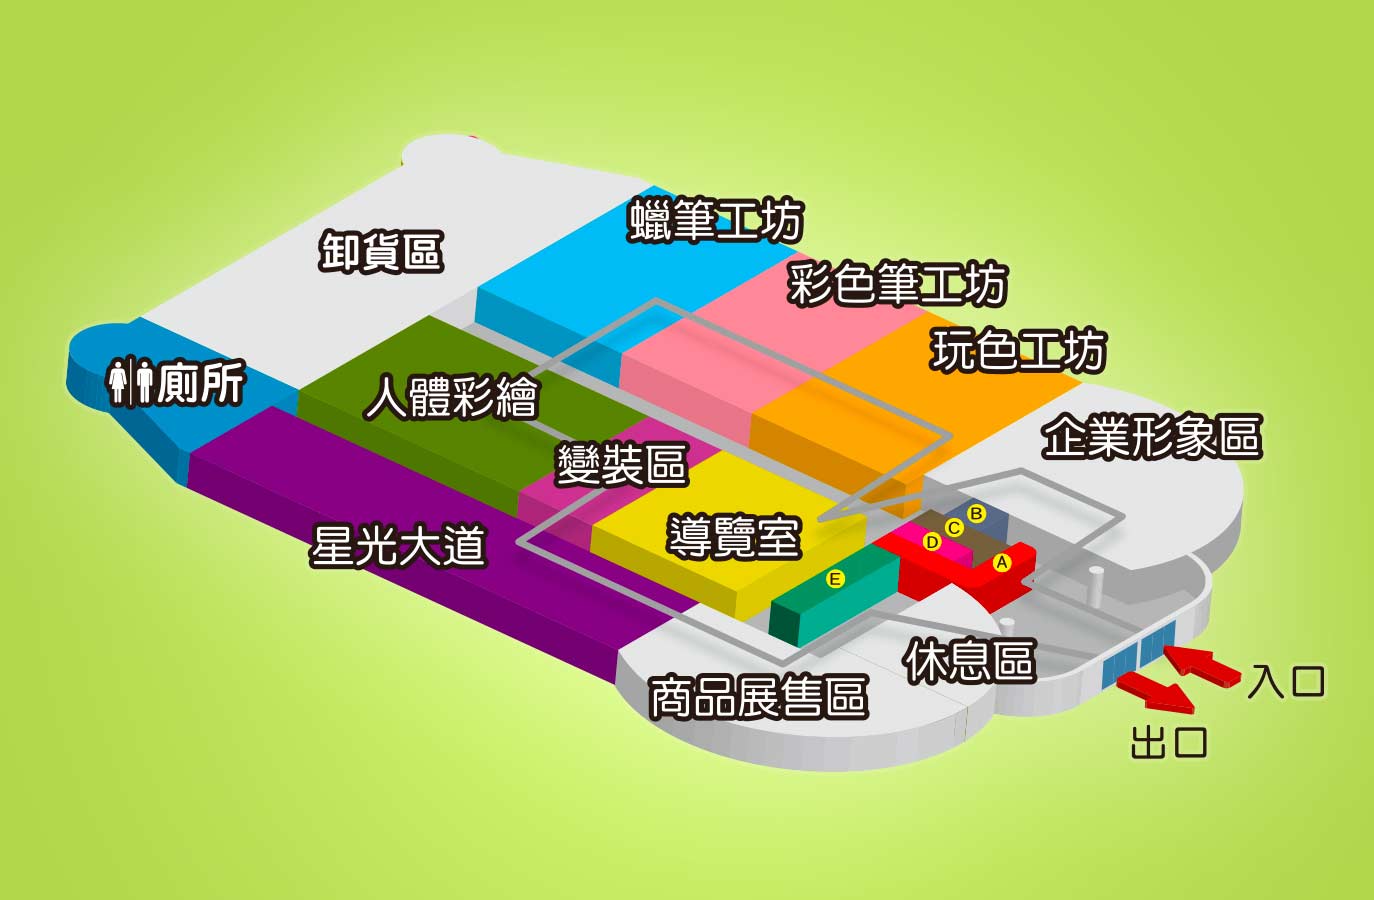 蠟筆工坊
卸貨區
彩色筆工坊
玩色工坊
廁所
人體彩繪
企業形象區
變裝區
B
C
導覽室
星光大道
D
A
E
休息區
入口
商品展售區
出口